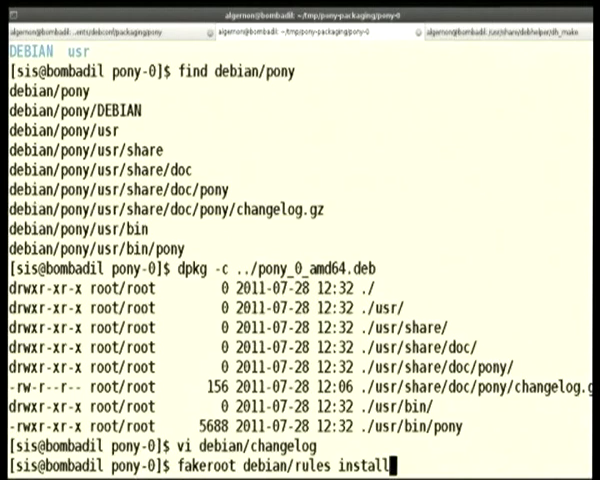 algernon@bombadil: ~/tmp/pony-packaging/pony-0
algernon@bombadil: ~/tmp/pony-packaging/pony-0
DEBIAN usr
[sis@bombadil pony-0]$ find debian/pony
debian/pony
debian/pony/DEBIAN
debian/pony/usr
debian/pony/usr/share
debian/pony/usr/share/doc
debian/pony/usr/share/doc/pony
debian/pony/usr/share/doc/pony/changelog.gz
debian/pony/usr/bin
debian/pony/usr/bin/pony
[sis@bombadil pony-0]$ dpkg -c ../pony_0_amd64.deb
drwxr-xr-x root/root 0 2011-07-28 12:32 ./
drwxr-xr-x root/root 0 2011-07-28 12:32 ./usr/
drwxr-xr-x root/root 0 2011-07-28 12:32 ./usr/share/
drwxr-xr-x root/root 0 2011-07-28 12:32 ./usr/share/doc/
drwxr-xr-x root/root 0 2011-07-28 12:32 ./usr/share/doc/pony/
-rw-r--r-- root/root 156 2011-07-28 12:06 ./usr/share/doc/pony/changelog.g
drwxr-xr-x root/root 0 2011-07-28 12:32 ./usr/bin/
-rwxr-xr-x root/root 5688 2011-07-28 12:32 ./usr/bin/pony
[sis@bombadil pony-0]$ vi debian/changelog
[sis@bombadil pony-0]$ fakeroot debian/rules install